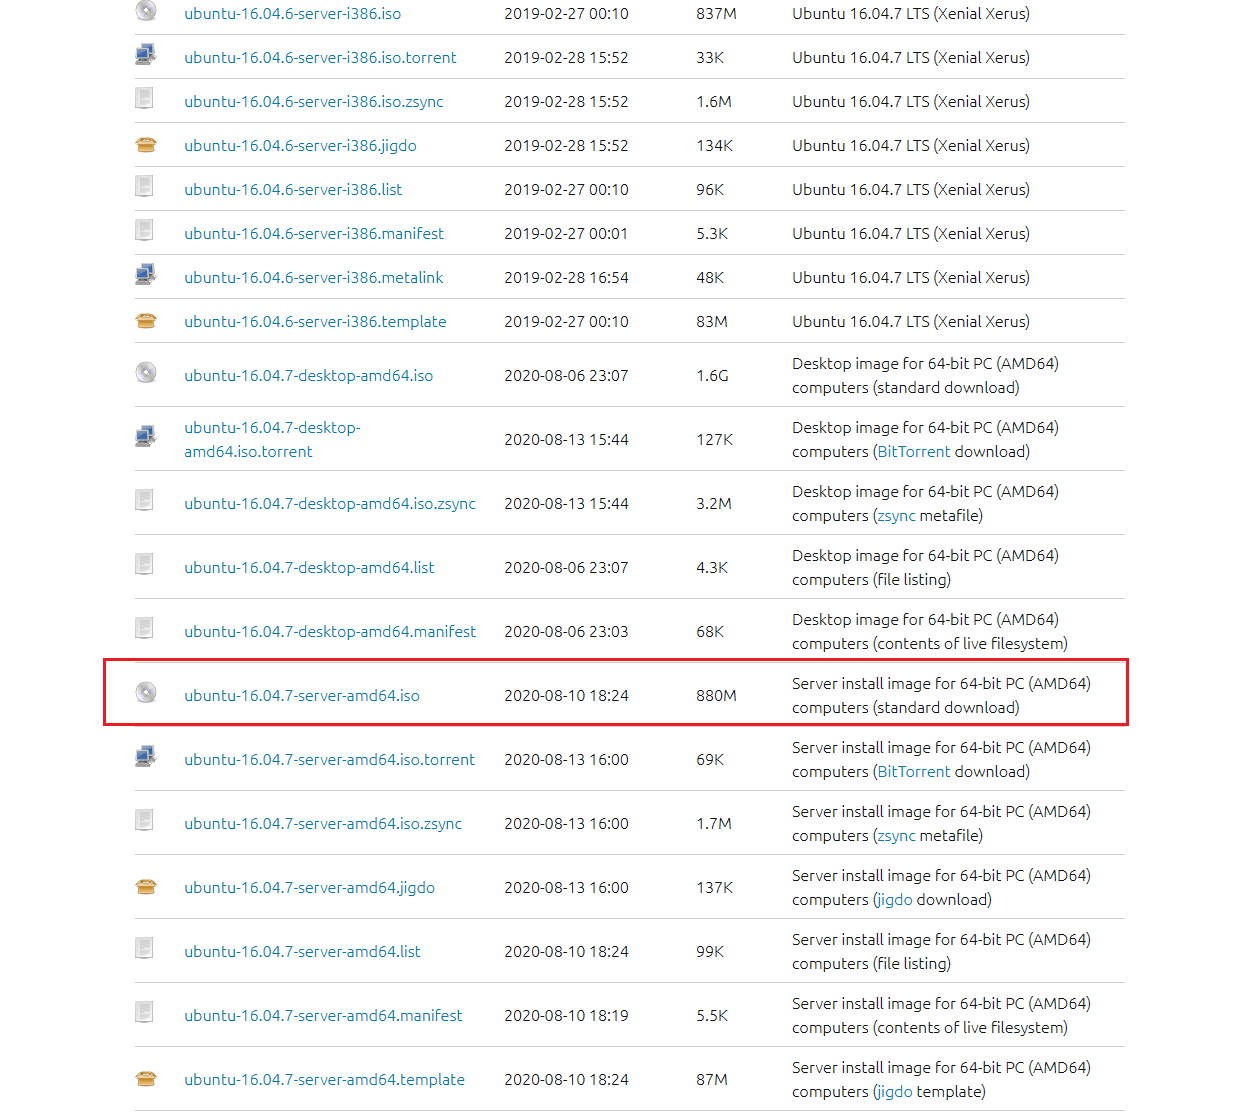 ubuntu-16.04.6-server-i386.iso 2019-02-27 00:10 837M Ubuntu 16.04.7 LTS (Xenial Xerus)
ubuntu-16.04.6-server-i386.iso.torrent 2019-02-28 15:52 33K Ubuntu 16.04.7 LTS (Xenial Xerus)
ubuntu-16.04.6-server-i386.iso.zsync 2019-02-28 15:52 1.6M Ubuntu 16.04.7 LTS (Xenial Xerus)
ubuntu-16.04.6-server-i386.jigdo 2019-02-28 15:52 134K Ubuntu 16.04.7 LTS (Xenial Xerus)
ubuntu-16.04.6-server-i386.list 2019-02-27 00:10 96K Ubuntu 16.04.7 LTS (Xenial Xerus)
ubuntu-16.04.6-server-i386.manifest 2019-02-27 00:01 5.3K Ubuntu 16.04.7 LTS (Xenial Xerus)
ubuntu-16.04.6-server-i386.metalink 2019-02-28 16:54 48K Ubuntu 16.04.7 LTS (Xenial Xerus)
ubuntu-16.04.6-server-i386.template 2019-02-27 00:10 83M Ubuntu 16.04.7 LTS (Xenial Xerus)
ubuntu-16.04.7-desktop-amd64.iso 2020-08-06 23:07 1.6G Desktop image for 64-bit PC (AMD64)
computers (standard download)
ubuntu-16.04.7-desktop-
amd64.iso.torrent 2020-08-13 15:44 127K Desktop image for 64-bit PC (AMD64)
computers (BitTorrent download)
ubuntu-16.04.7-desktop-amd64.iso.zsync 2020-08-13 15:44 3.2M Desktop image for 64-bit PC (AMD64)
computers (zsync metafile)
ubuntu-16.04.7-desktop-amd64.list 2020-08-06 23:07 4.3K Desktop image for 64-bit PC (AMD64)
computers (file listing)
ubuntu-16.04.7-desktop-amd64.manifest 2020-08-06 23:03 68K Desktop image for 64-bit PC (AMD64)
computers (contents of live filesystem)
ubuntu-16.04.7-server-amd64.iso 2020-08-10 18:24 880M Server install image for 64-bit PC (AMD64)
computers (standard download)
ubuntu-16.04.7-server-amd64.iso.torrent 2020-08-13 16:00 69K Server install image for 64-bit PC (AMD64)
computers (BitTorrent download)
ubuntu-16.04.7-server-amd64.iso.zsync 2020-08-13 16:00 1.7M Server install image for 64-bit PC (AMD64)
computers (zsync metafile)
ubuntu-16.04.7-server-amd64.jigdo 2020-08-13 16:00 137K Server install image for 64-bit PC (AMD64)
computers (jigdo download)
ubuntu-16.04.7-server-amd64.list 2020-08-10 18:24 99K Server install image for 64-bit PC (AMD64)
computers (file listing)
ubuntu-16.04.7-server-amd64.manifest 2020-08-10 18:19 5.5K Server install image for 64-bit PC (AMD64)
computers (contents of live filesystem)
ubuntu-16.04.7-server-amd64.template 2020-08-10 18:24 87M Server install image for 64-bit PC (AMD64)
computers (jigdo template)